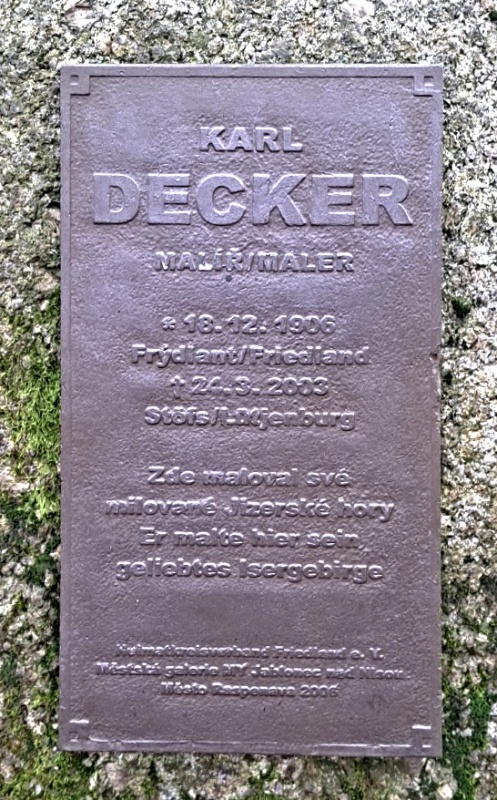 KARL
DECKER
MALÍŘ/MALER
* 18. 12. 1906
Frýdlant/Friedland
† 24. 3. 2003
Stöfs/Lütjenburg
Zde maloval své
milované Jizerské hory
Er malte hier sein
geliebtes Isergebirge
Heimatkreisverband Friedland e. V.
Městská galerie MY Jablonec nad Nisou
Město Raspenava 2006